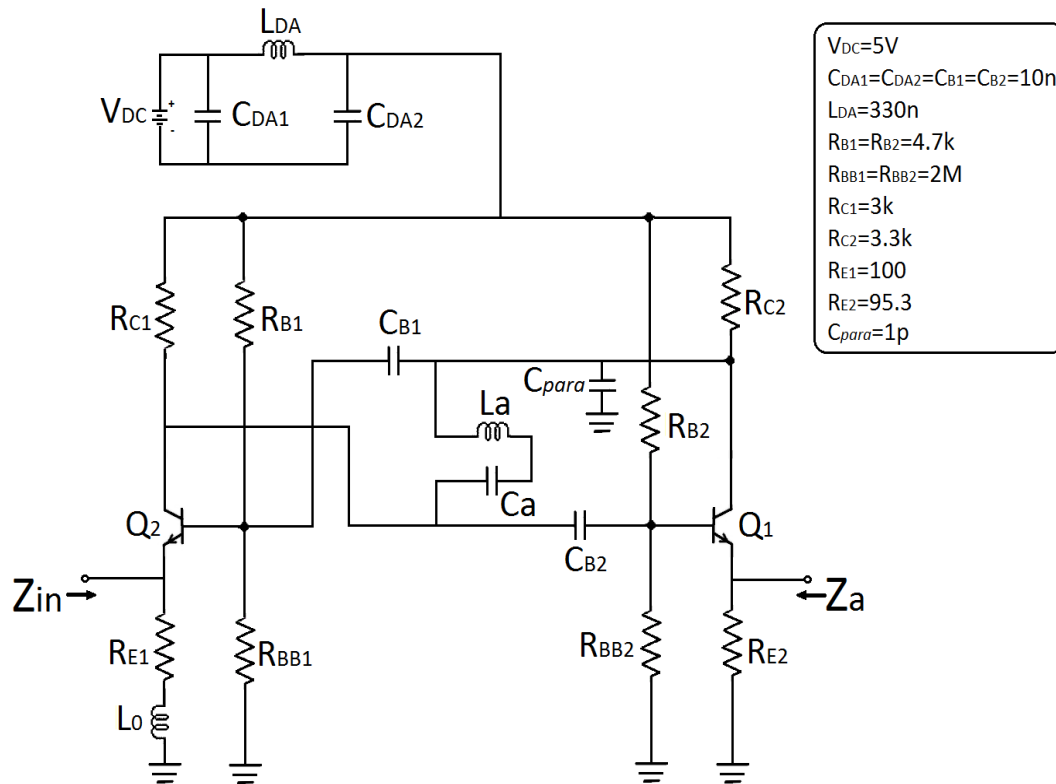 LDA
VDC
+
-
CDA1
CDA2
VDC=5V
CDA1=CDA2=CB1=CB2=10n
LDA=330n
RB1=RB2=4.7k
RBB1=RBB2=2M
RC1=3k
RC2=3.3k
RE1=100
RE2=95.3
Cpara=1p
RC1
RB1
CB1
RC2
Cpara
La
RB2
Ca
Q2
Q1
CB2
Zin
Za
RE1
RBB1
RBB2
RE2
L0